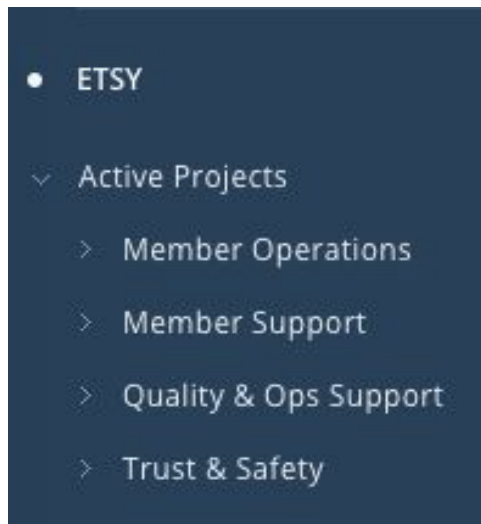 ETSY
Active Projects
Member Operations
Member Support
Quality & Ops Support
Trust & Safety